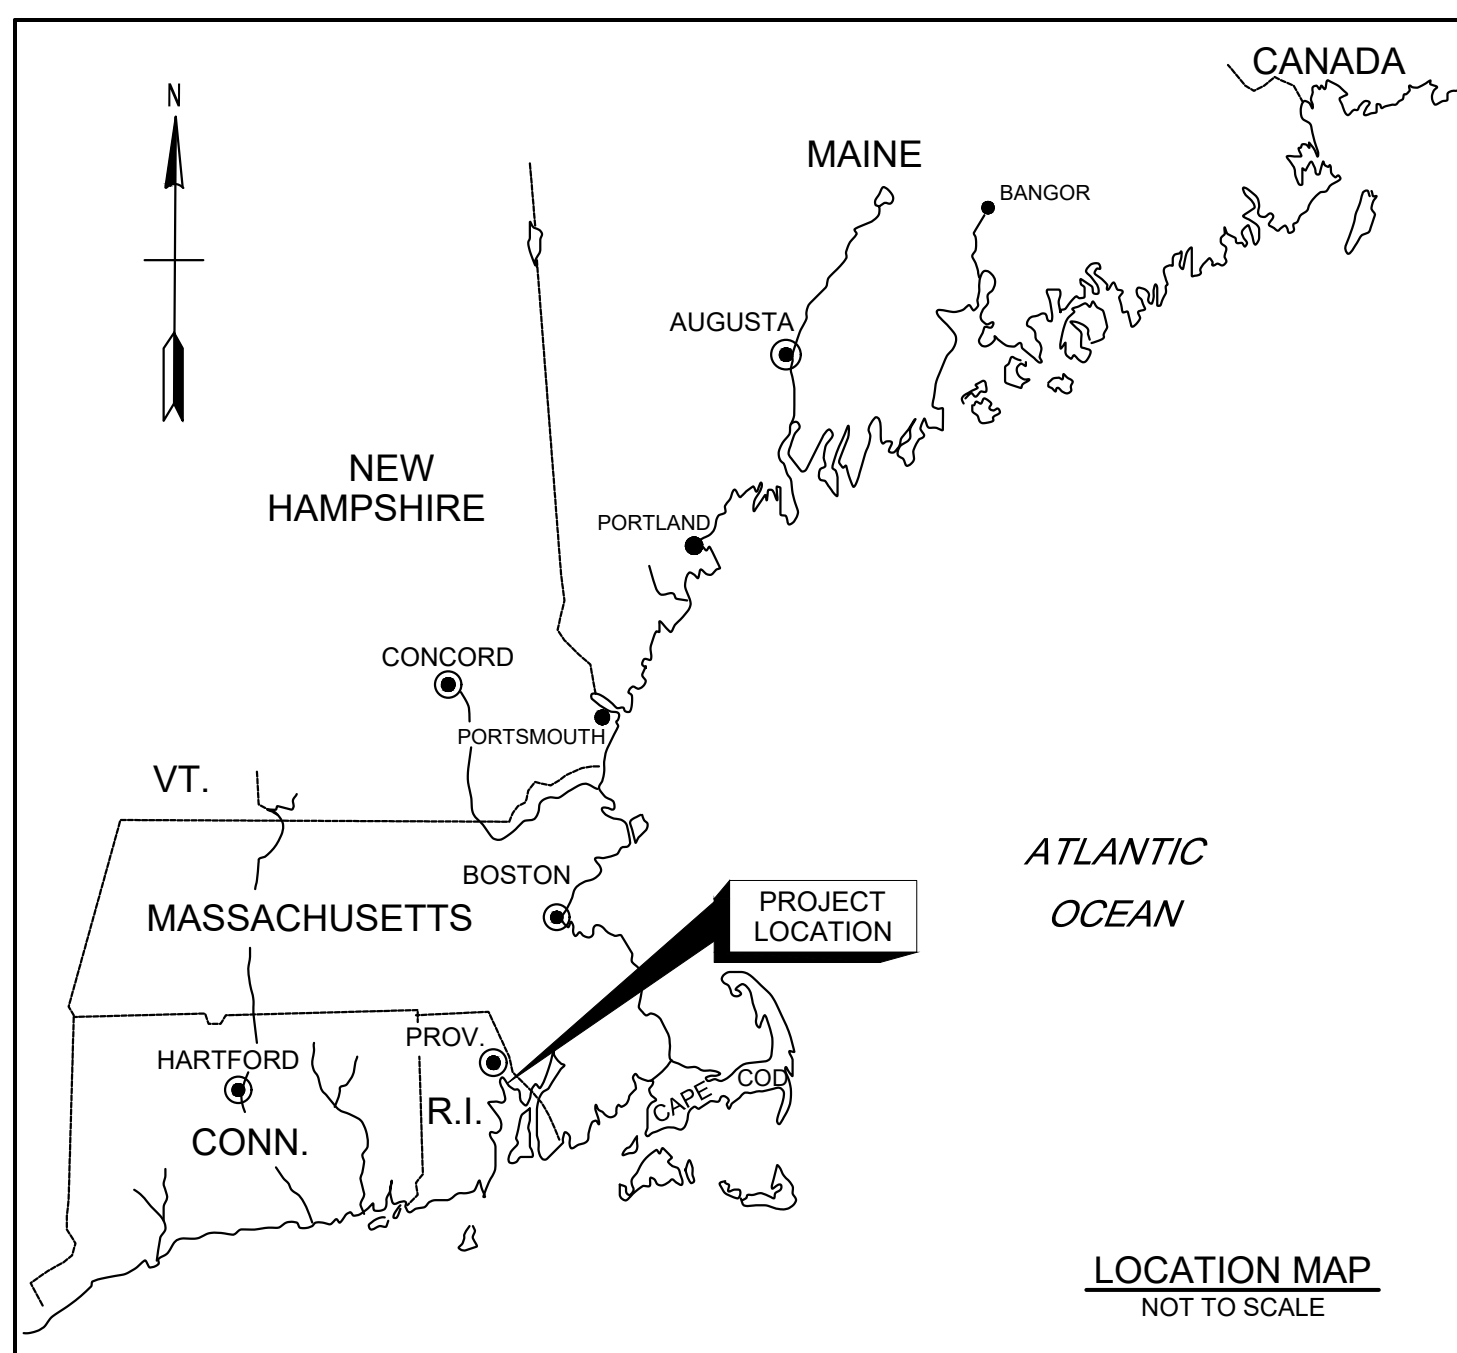 CANADA
N
MAINE
BANGOR
AUGUSTA
NEW
HAMPSHIRE
PORTLAND
CONCORD
PORTSMOUTH
VT.
ATLANTIC
OCEAN
BOSTON
MASSACHUSETTS
PROJECT
LOCATION
PROV.
HARTFORD
CAPE COD
R.I.
CONN.
LOCATION MAP
NOT TO SCALE